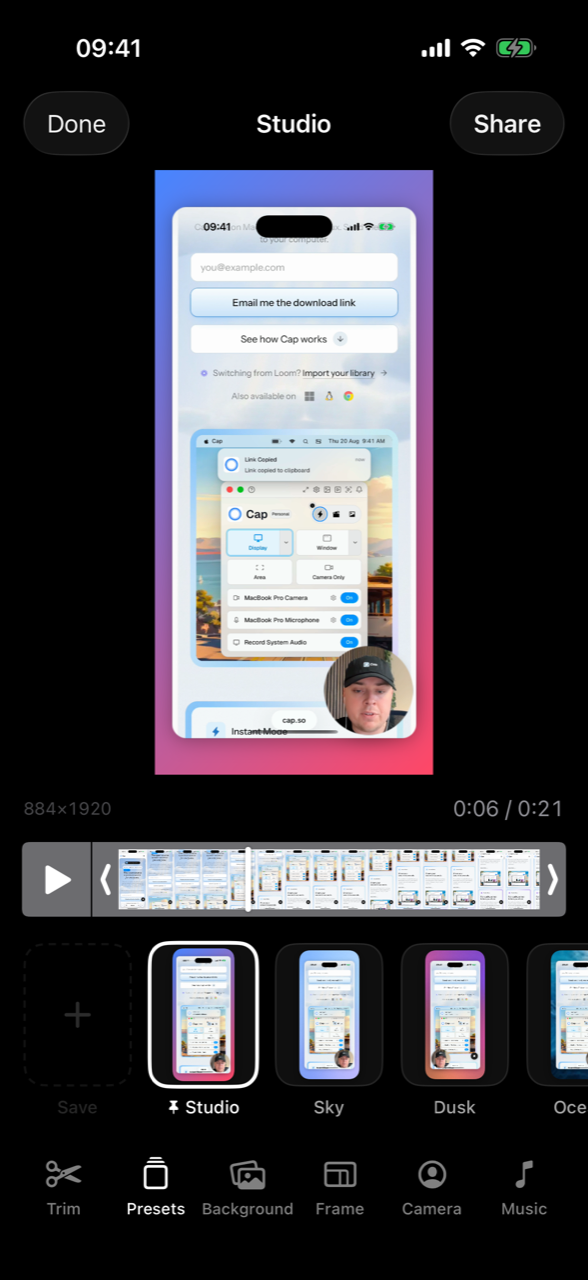 09:41
Done
Studio
Share
09:41
to your computer.
you@example.com
Email me the download link
See how Cap works
Switching from Loom? Import your library
Also available on
Cap
Thu 20 Aug 9:41 AM
Link Copied
Link copied to clipboard
Cap Personal
Display
Window
Area
Camera Only
MacBook Pro Camera
On
MacBook Pro Microphone
On
Record System Audio
On
cap.so
Instant Mode
884×1920
0:06 / 0:21
Save
Studio
Sky
Dusk
Oce
Trim
Presets
Background
Frame
Camera
Music